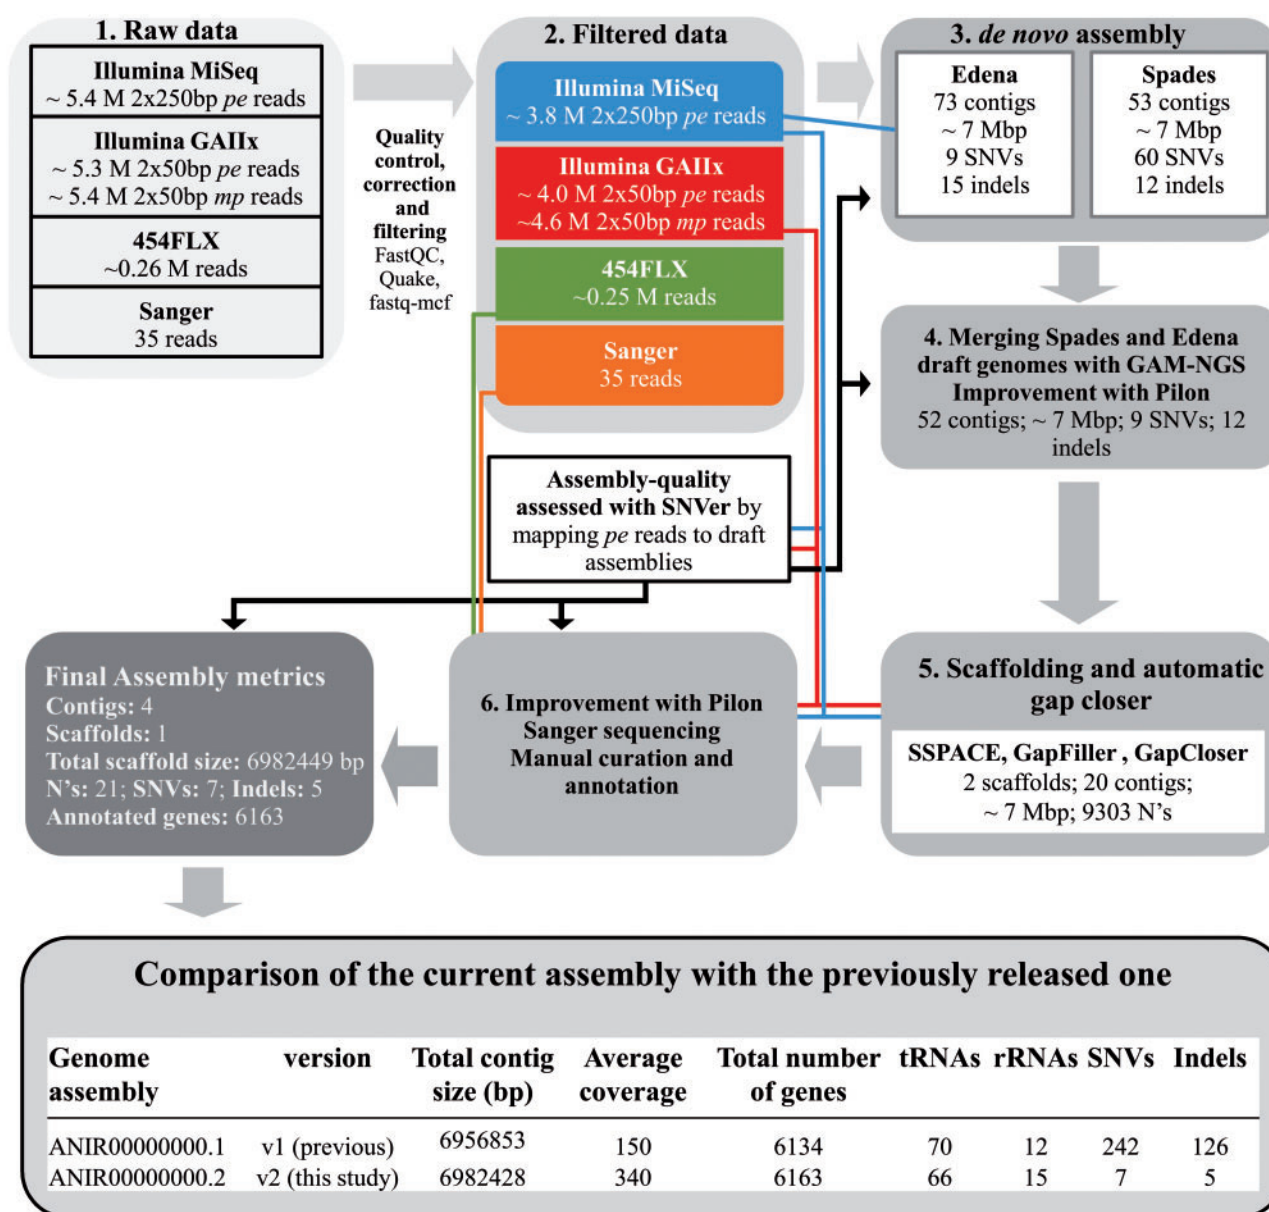 1. Raw data
Illumina MiSeq
~ 5.4 M 2x250bp pe reads
Illumina GAIIx
~ 5.3 M 2x50bp pe reads
~ 5.4 M 2x50bp mp reads
454FLX
~0.26 M reads
Sanger
35 reads
Quality
control,
correction
and
filtering
FastQC,
Quake,
fastq-mcf
2. Filtered data
Illumina MiSeq
~ 3.8 M 2x250bp pe reads
Illumina GAIIx
~ 4.0 M 2x50bp pe reads
~4.6 M 2x50bp mp reads
454FLX
~0.25 M reads
Sanger
35 reads
3. de novo assembly
Edena
73 contigs
~ 7 Mbp
9 SNVs
15 indels
Spades
53 contigs
~ 7 Mbp
60 SNVs
12 indels
4. Merging Spades and Edena
draft genomes with GAM-NGS
Improvement with Pilon
52 contigs; ~ 7 Mbp; 9 SNVs; 12
indels
Assembly-quality
assessed with SNVer by
mapping pe reads to draft
assemblies
5. Scaffolding and automatic
gap closer
SSPACE, GapFiller , GapCloser
2 scaffolds; 20 contigs;
~ 7 Mbp; 9303 N's
6. Improvement with Pilon
Sanger sequencing
Manual curation and
annotation
Final Assembly metrics
Contigs: 4
Scaffolds: 1
Total scaffold size: 6982449 bp
N's: 21; SNVs: 7; Indels: 5
Annotated genes: 6163
Comparison of the current assembly with the previously released one
Genome version Total contig Average Total number tRNAs rRNAs SNVs Indels
assembly size (bp) coverage of genes
ANIR00000000.1 v1 (previous) 6956853 150 6134 70 12 242 126
ANIR00000000.2 v2 (this study) 6982428 340 6163 66 15 7 5